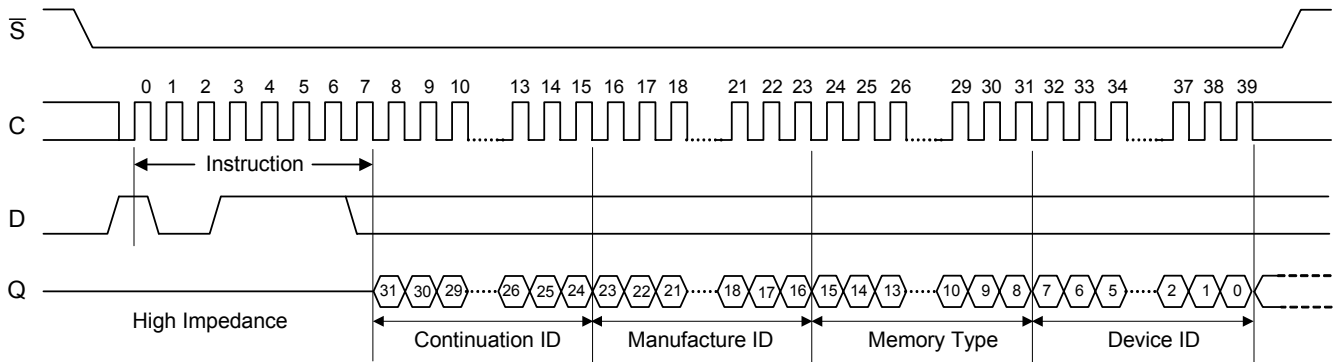 S
0 1 2 3 4 5 6 7 8 9 10 13 14 15 16 17 18 21 22 23 24 25 26 29 30 31 32 33 34 37 38 39
C
Instruction
D
Q 31 30 29 26 25 24 23 22 21 18 17 16 15 14 13 10 9 8 7 6 5 2 1 0
High Impedance Continuation ID Manufacture ID Memory Type Device ID